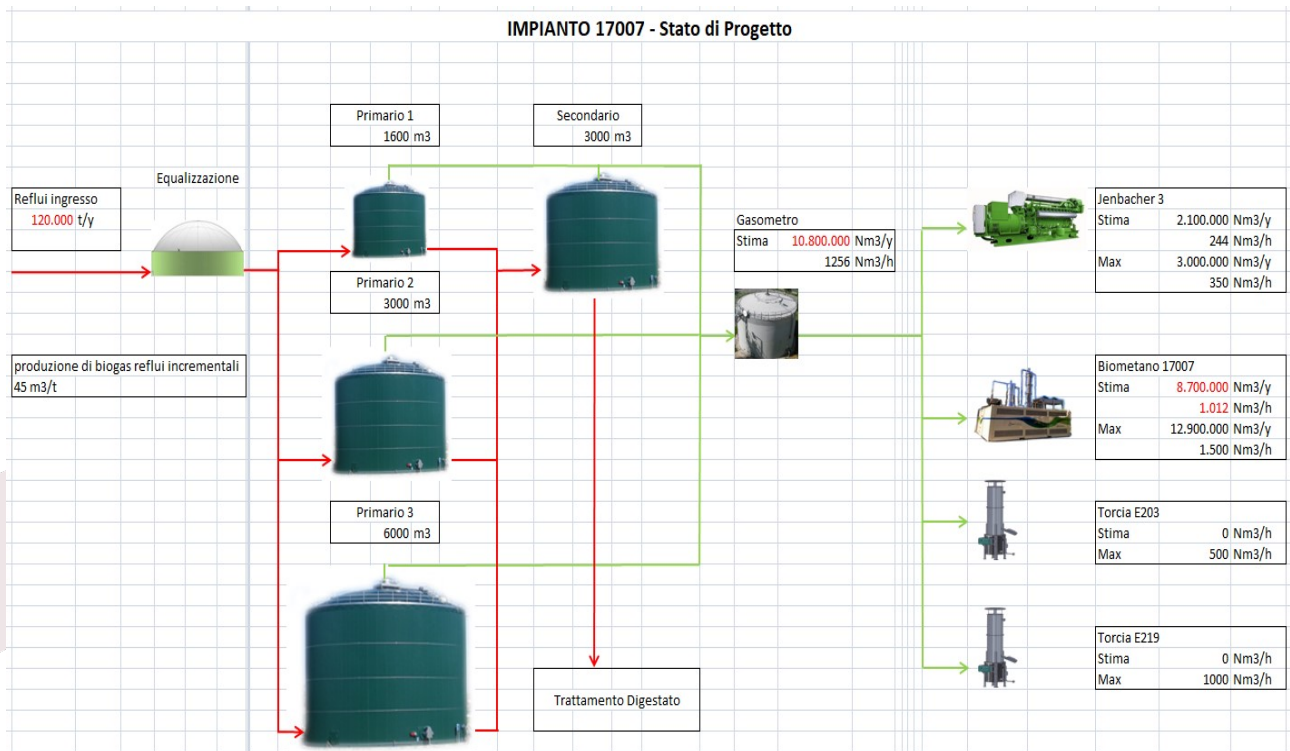 IMPIANTO 17007 - Stato di Progetto
Primario 1
1600 m3
Secondario
3000 m3
Equalizzazione
Reflui ingresso
120.000 t/y
Primario 2
3000 m3
Gasometro
Stima 10.800.000 Nm3/y
1256 Nm3/h
Jenbacher 3
Stima 2.100.000 Nm3/y
244 Nm3/h
Max 3.000.000 Nm3/y
350 Nm3/h
produzione di biogas reflui incrementali
45 m3/t
Biometano 17007
Stima 8.700.000 Nm3/y
1.012 Nm3/h
Max 12.900.000 Nm3/y
1.500 Nm3/h
Primario 3
6000 m3
Torcia E203
Stima 0 Nm3/h
Max 500 Nm3/h
Torcia E219
Stima 0 Nm3/h
Max 1000 Nm3/h
Trattamento Digestato